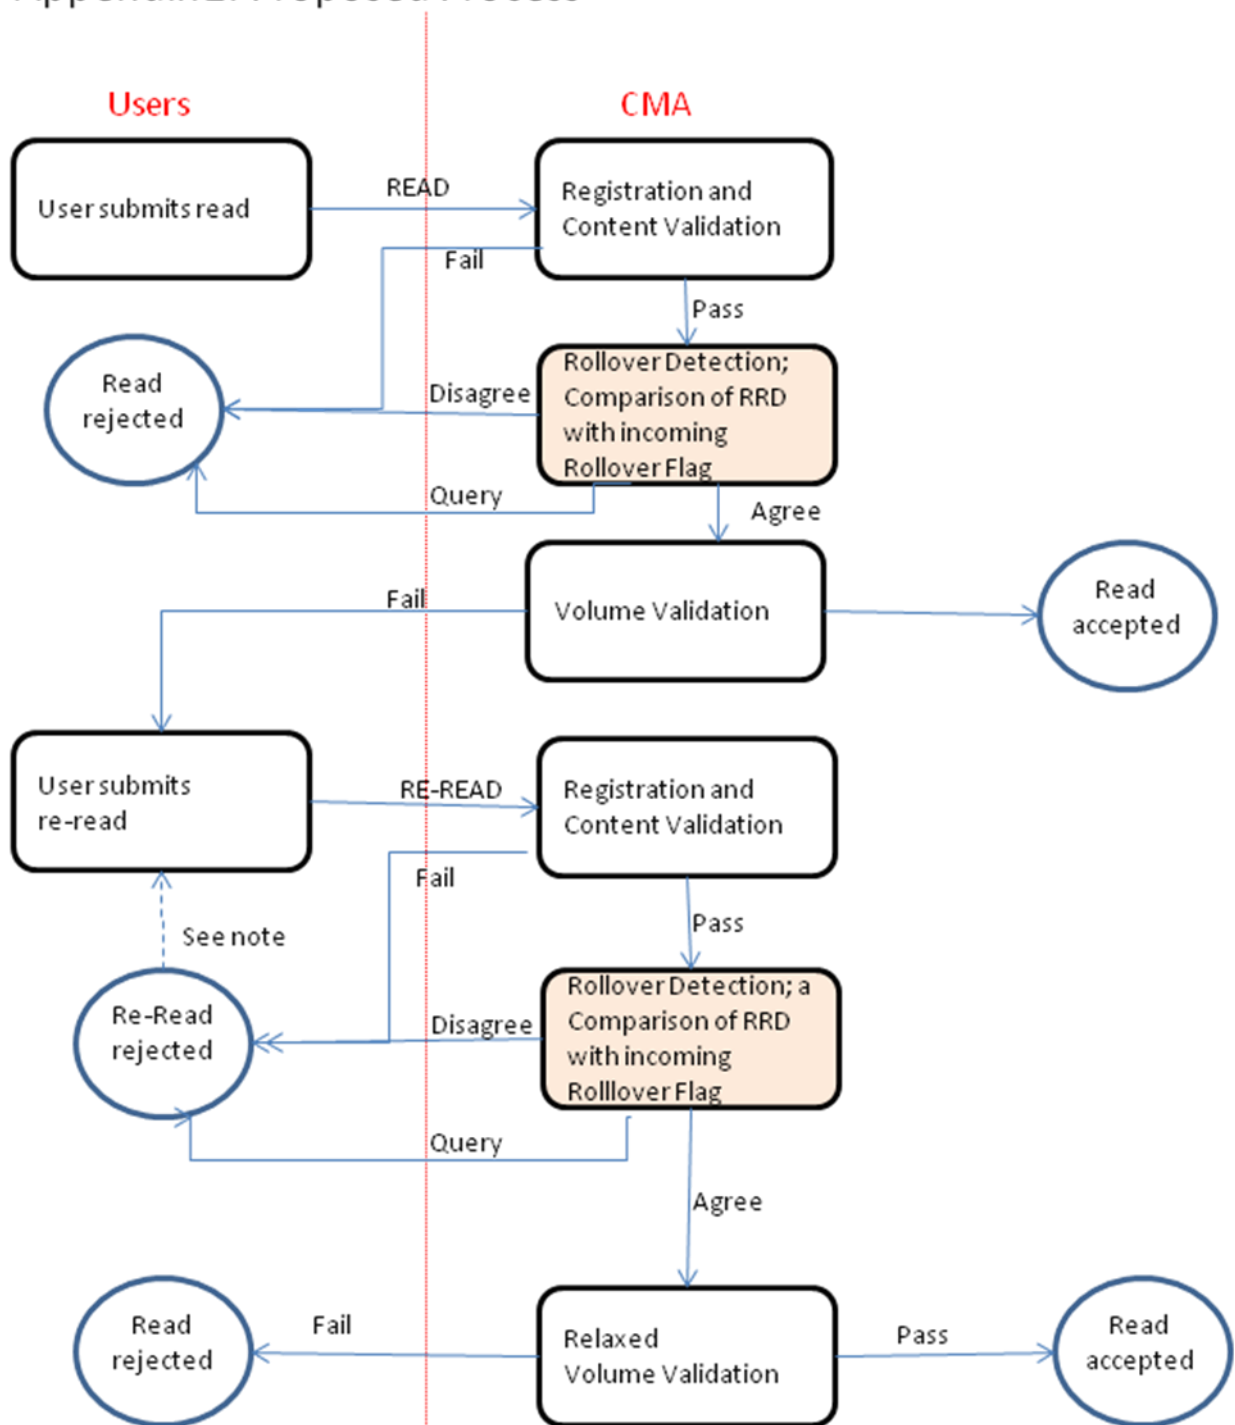 Users
CMA
User submits read
READ
Registration and
Content Validation
Fail
Pass
Read
rejected
Disagree
Rollover Detection;
Comparison of RRD
with incoming
Rollover Flag
Query
Agree
Fail
Volume Validation
Read
accepted
User submits
re-read
RE-READ
Registration and
Content Validation
Fail
Pass
See note
Re-Read
rejected
Disagree
Rollover Detection; a
Comparison of RRD
with incoming
Rolllover Flag
Query
Agree
Read
rejected
Fail
Relaxed
Volume Validation
Pass
Read
accepted